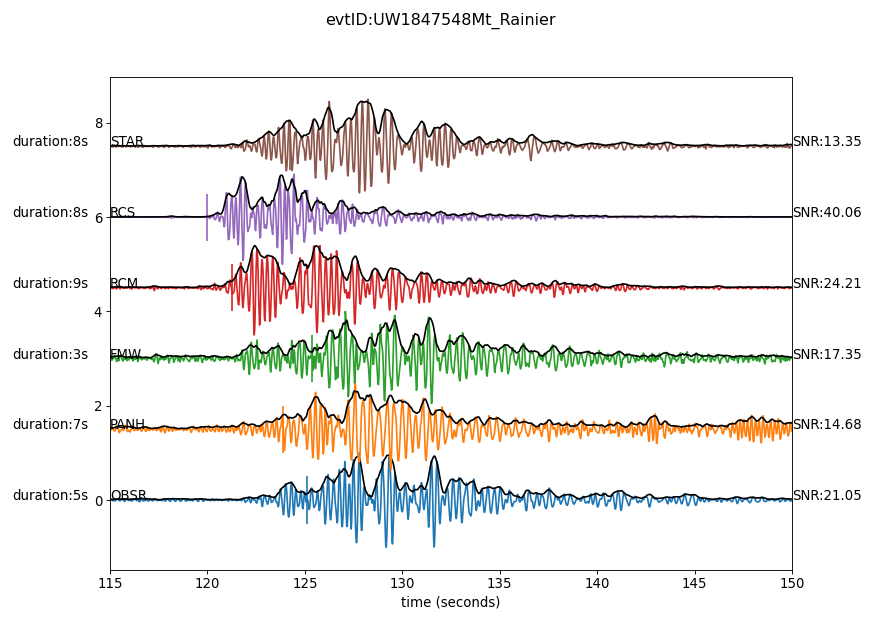 evtID:UW1847548Mt_Rainier
8
duration:8s STAR SNR:13.35
duration:8s RCS SNR:40.06
6
duration:9s RCM SNR:24.21
4
duration:3s FMW SNR:17.35
2
duration:7s PANH SNR:14.68
duration:5s OBSR SNR:21.05
0
115 120 125 130 135 140 145 150
time (seconds)